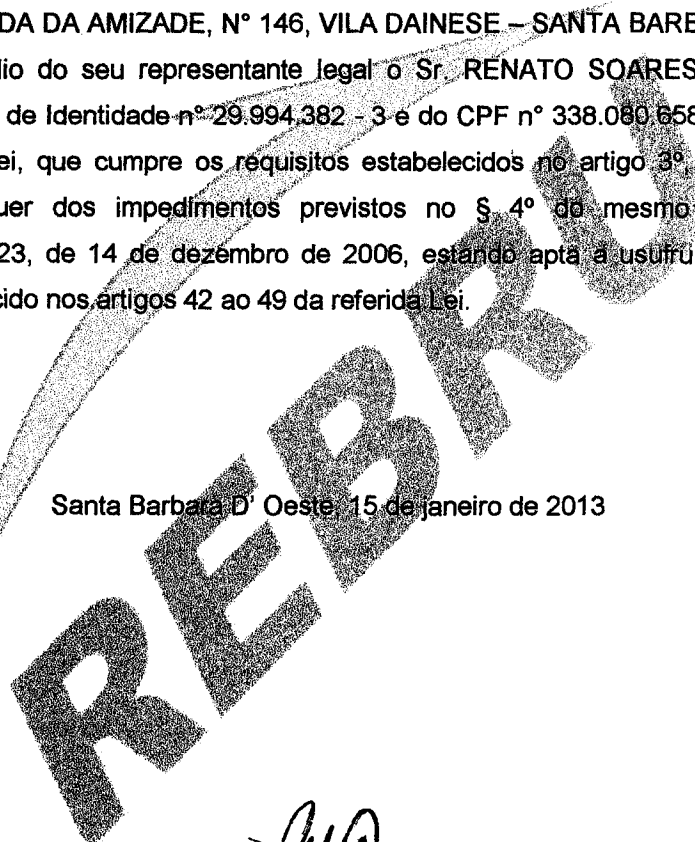 DA DA AMIZADE, N° 146, VILA DAINESE – SANTA BARE
lio do seu representante legal o Sr. RENATO SOARES
de Identidade n° 29.994.382 - 3 e do CPF n° 338.080.658
ei, que cumpre os requisitos estabelecidos no artigo 3º,
uer dos impedimentos previstos no § 4º do mesmo
23, de 14 de dezembro de 2006, estando apta a usufru
cido nos artigos 42 ao 49 da referida Lei.
Santa Barbara D' Oeste, 15 de janeiro de 2013
REBRU